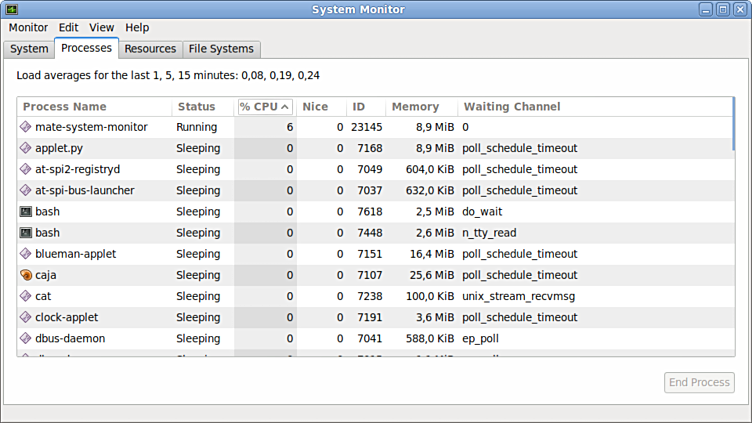 System Monitor
Monitor Edit View Help
System Processes Resources File Systems
Load averages for the last 1, 5, 15 minutes: 0,08, 0,19, 0,24
Process Name Status % CPU Nice ID Memory Waiting Channel
mate-system-monitor Running 6 0 23145 8,9 MiB 0
applet.py Sleeping 0 0 7168 8,9 MiB poll_schedule_timeout
at-spi2-registryd Sleeping 0 0 7049 604,0 KiB poll_schedule_timeout
at-spi-bus-launcher Sleeping 0 0 7037 632,0 KiB poll_schedule_timeout
bash Sleeping 0 0 7618 2,5 MiB do_wait
bash Sleeping 0 0 7448 2,6 MiB n_tty_read
blueman-applet Sleeping 0 0 7151 16,4 MiB poll_schedule_timeout
caja Sleeping 0 0 7107 25,6 MiB poll_schedule_timeout
cat Sleeping 0 0 7238 100,0 KiB unix_stream_recvmsg
clock-applet Sleeping 0 0 7191 3,6 MiB poll_schedule_timeout
dbus-daemon Sleeping 0 0 7041 588,0 KiB ep_poll
End Process